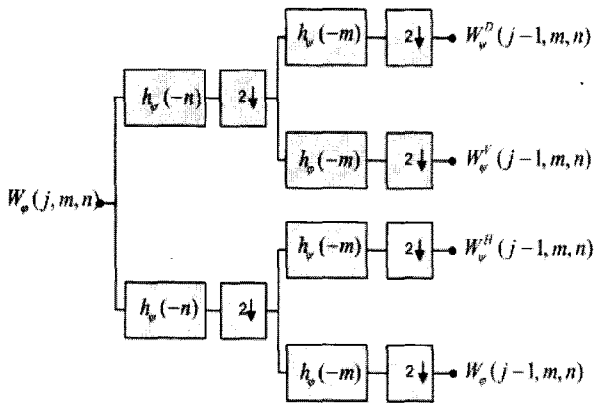 h_ψ(−m) 2↓ W_ψ^D(j−1,m,n)
h_ψ(−n) 2↓
h_φ(−m) 2↓ W_ψ^V(j−1,m,n)
W_φ(j,m,n)
h_ψ(−m) 2↓ W_ψ^H(j−1,m,n)
h_φ(−n) 2↓
h_φ(−m) 2↓ W_φ(j−1,m,n)